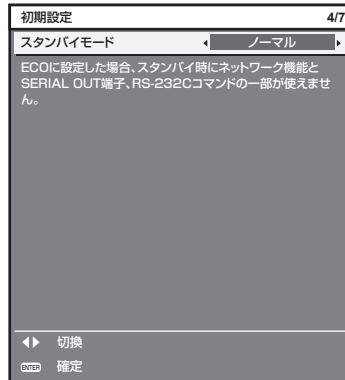 初期設定 4/7
スタンバイモード ノーマル
ECOに設定した場合、スタンバイ時にネットワーク機能と
SERIAL OUT端子、RS-232Cコマンドの一部が使えませ
ん。
切換
ENTER 確定